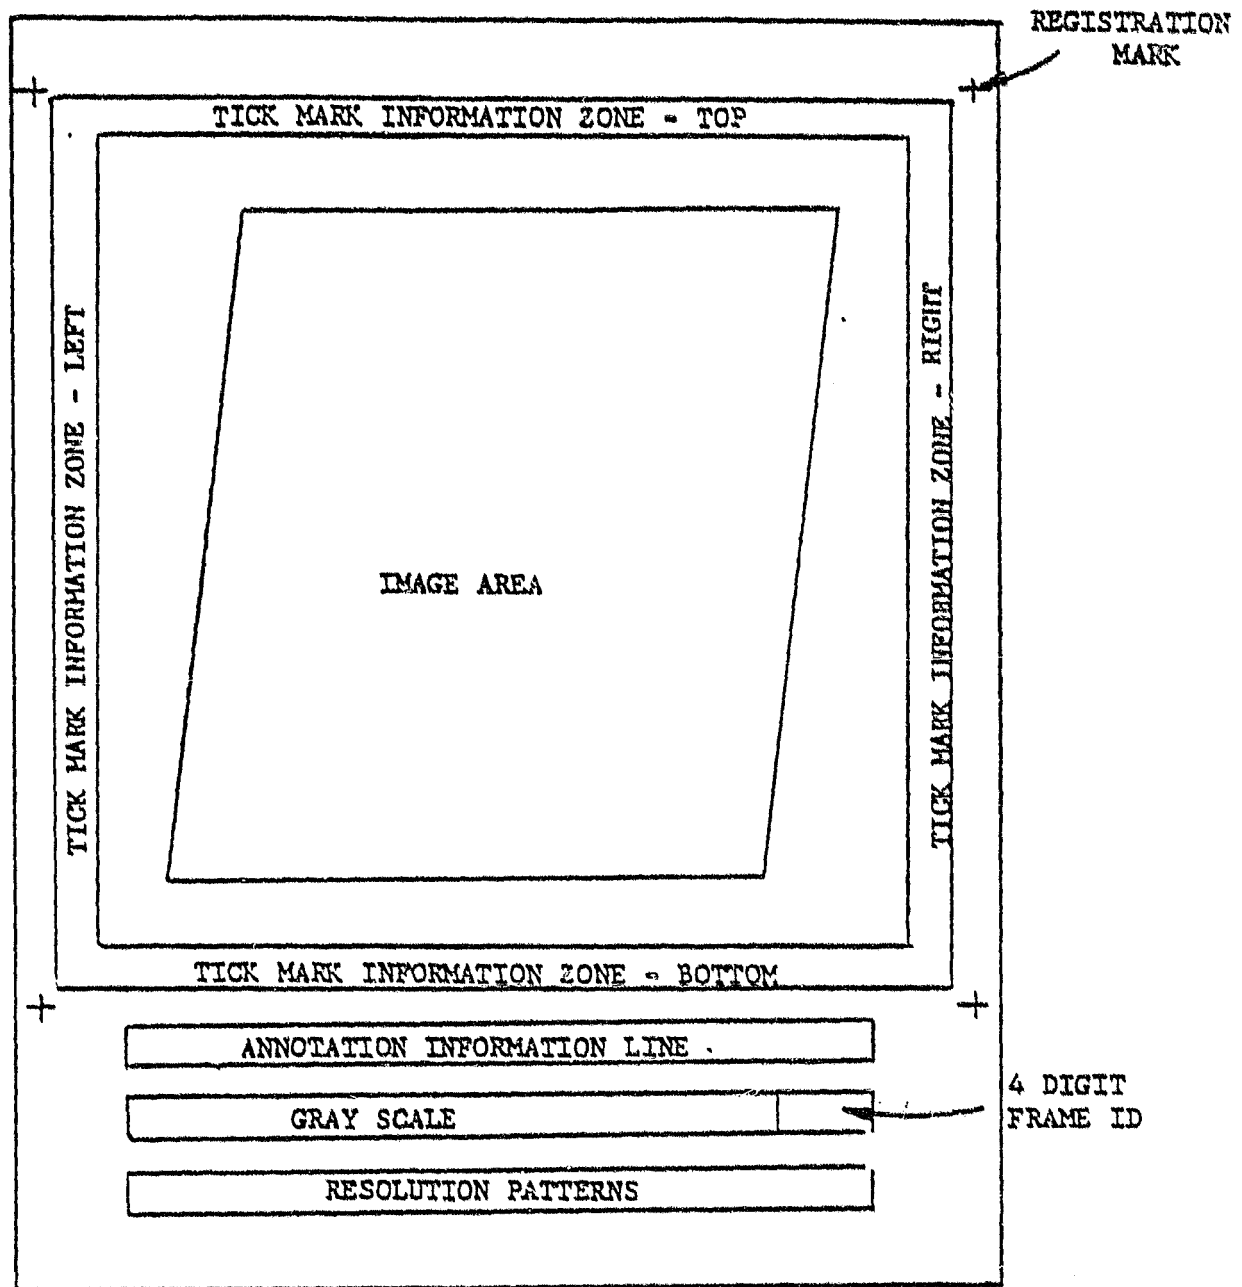 REGISTRATION
MARK
TICK MARK INFORMATION ZONE - TOP
TICK MARK INFORMATION ZONE - LEFT
TICK MARK INFORMATION ZONE - RIGHT
IMAGE AREA
TICK MARK INFORMATION ZONE - BOTTOM
ANNOTATION INFORMATION LINE
GRAY SCALE
4 DIGIT
FRAME ID
RESOLUTION PATTERNS